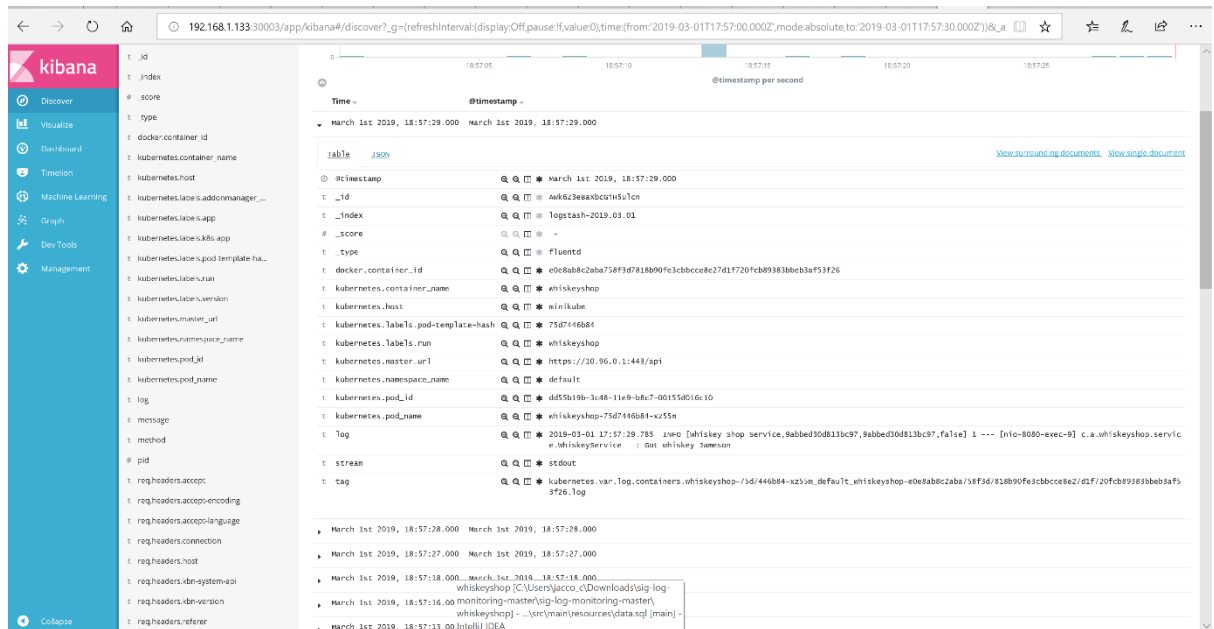 192.168.1.133:30003/app/kibana#/discover?_g=(refreshInterval:(display:Off,pause:!f,value:0),time:(from:'2019-03-01T17:57:00.000Z',mode:absolute,to:'2019-03-01T17:57:30.000Z'))&_a
kibana
Discover
Visualize
Dashboard
Timelion
Machine Learning
Graph
Dev Tools
Management
Collapse
t _id
t _index
# _score
t _type
t docker.container_id
t kubernetes.container_name
t kubernetes.host
t kubernetes.labels.addonmanager_...
t kubernetes.labels.app
t kubernetes.labels.k8s-app
t kubernetes.labels.pod-template-ha...
t kubernetes.labels.run
t kubernetes.labels.version
t kubernetes.master_url
t kubernetes.namespace_name
t kubernetes.pod_id
t kubernetes.pod_name
t log
t message
t method
# pid
t req.headers.accept
t req.headers.accept-encoding
t req.headers.accept-language
t req.headers.connection
t req.headers.host
t req.headers.kbn-system-api
t req.headers.kbn-version
t req.headers.referer
0
18:57:05 18:57:10 18:57:15 18:57:20 18:57:25
@timestamp per second
Time @timestamp
March 1st 2019, 18:57:29.000 March 1st 2019, 18:57:29.000
Table JSON View surrounding documents View single document
@timestamp March 1st 2019, 18:57:29.000
t _id
t _index logstash-2019.03.01
# _score -
t _type fluentd
t docker.container_id
t kubernetes.container_name whiskeyshop
t kubernetes.host minikube
t kubernetes.labels.pod-template-hash 75d7446b84
t kubernetes.labels.run whiskeyshop
t kubernetes.master_url https://10.96.0.1:443/api
t kubernetes.namespace_name default
t kubernetes.pod_id dd55b19b-3c48-11e9-b8c7-00155d016c10
t kubernetes.pod_name whiskeyshop-75d7446b84-xz55m
t log 2019-03-01 17:57:29.785 INFO [whiskey shop service,9abbed30d813bc97,9abbed30d813bc97,false] 1 --- [nio-8080-exec-9] c.a.whiskeyshop.servic
e.WhiskeyService : Got whiskey Jameson
t stream stdout
t tag
3f26.log
March 1st 2019, 18:57:28.000 March 1st 2019, 18:57:28.000
March 1st 2019, 18:57:27.000 March 1st 2019, 18:57:27.000
March 1st 2019, 18:57:18.000 March 1st 2019, 18:57:18.000
March 1st 2019, 18:57:16.00
March 1st 2019, 18:57:13.00
whiskeyshop [C:\Users\jacco_c\Downloads\sig-log-
monitoring-master\sig-log-monitoring-master\
whiskeyshop] - ...\src\main\resources\data.sql [main] -
IntelliJ IDEA